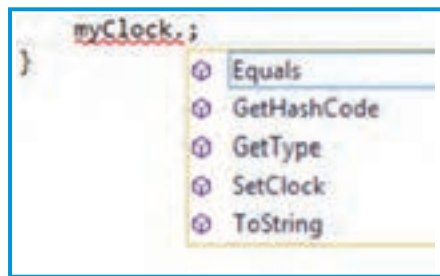 myClock.;
}
Equals
GetHashCode
GetType
SetClock
ToString